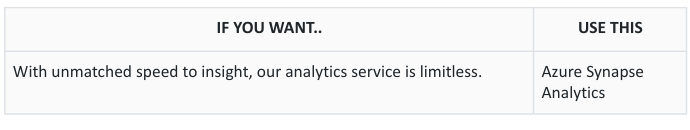 IF YOU WANT..
USE THIS
With unmatched speed to insight, our analytics service is limitless.
Azure Synapse
Analytics